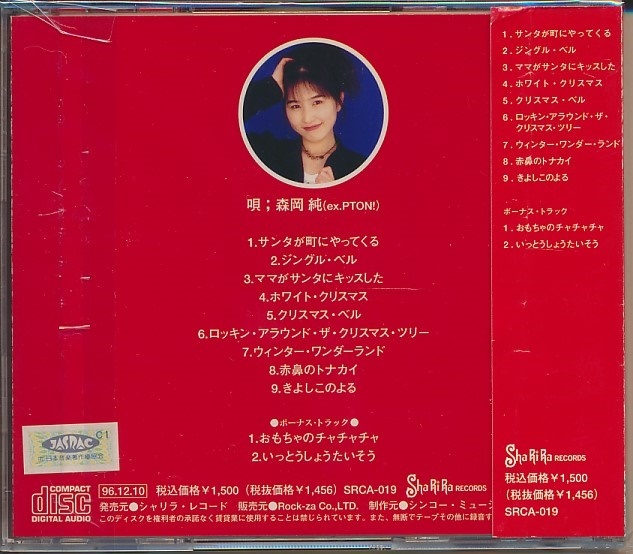 唄；森岡 純(ex.PTON!)
1.サンタが町にやってくる
2.ジングル・ベル
3.ママがサンタにキッスした
4.ホワイト・クリスマス
5.クリスマス・ベル
6.ロッキン・アラウンド・ザ・クリスマス・ツリー
7.ウィンター・ワンダーランド
8.赤鼻のトナカイ
9.きよしこのよる
●ボーナス・トラック●
1.おもちゃのチャチャチャ
2.いっとうしょうたいそう
JASRAC C1
日本音楽著作権協会
COMPACT
disc
DIGITAL AUDIO
96.12.10 税込価格￥1,500 (税抜価格￥1,456) SRCA-019 ShaRiRa RECORDS
発売元●シャリラ・レコード 販売元●Rock-za Co.,LTD. 制作元●シンコー・ミュージ
このディスクを権利者の承諾なく賃貸業に使用することは禁じられています。また、無断でテープその他に録音す
1.サンタが町にやってくる
2.ジングル・ベル
3.ママがサンタにキッスした
4.ホワイト・クリスマス
5.クリスマス・ベル
6.ロッキン・アラウンド・ザ・
クリスマス・ツリー
7.ウィンター・ワンダー・ランド
8.赤鼻のトナカイ
9.きよしこのよる
ボーナス・トラック
1.おもちゃのチャチャチャ
2.いっとうしょうたいそう
ShaRiRa RECORDS
税込価格￥1,500
(税抜価格￥1,456)
SRCA-019